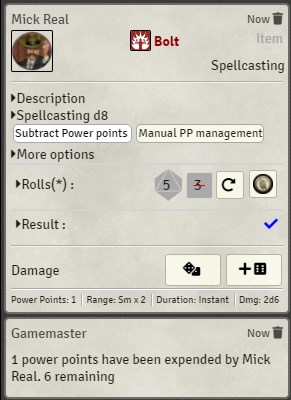 Mick Real Now
Bolt Item
Spellcasting
Description
Spellcasting d8
Subtract Power points Manual PP management
More options
Rolls(*) : 5 3
Result :
Damage +
Power Points: 1 Range: Sm x 2 Duration: Instant Dmg: 2d6
Gamemaster Now
1 power points have been expended by Mick
Real. 6 remaining